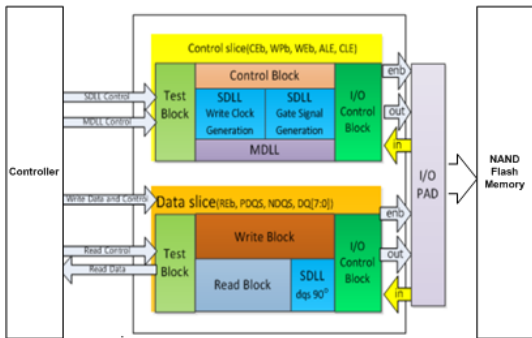 Control slice(CEb, WPb, WEb, ALE, CLE)
Control Block
enb
SDLL Control
MDLL Control
Test
Block
SDLL
Write Clock
Generation
SDLL
Gate Signal
Generation
MDLL
I/O
Control
Block
out
in
Controller
I/O
PAD
NAND
Flash
Memory
Write Data and Control
Data slice(REb, PDQS, NDQS, DQ[7:0])
enb
Read Control
Read Data
Test
Block
Write Block
Read Block
SDLL
dqs 90°
I/O
Control
Block
out
in